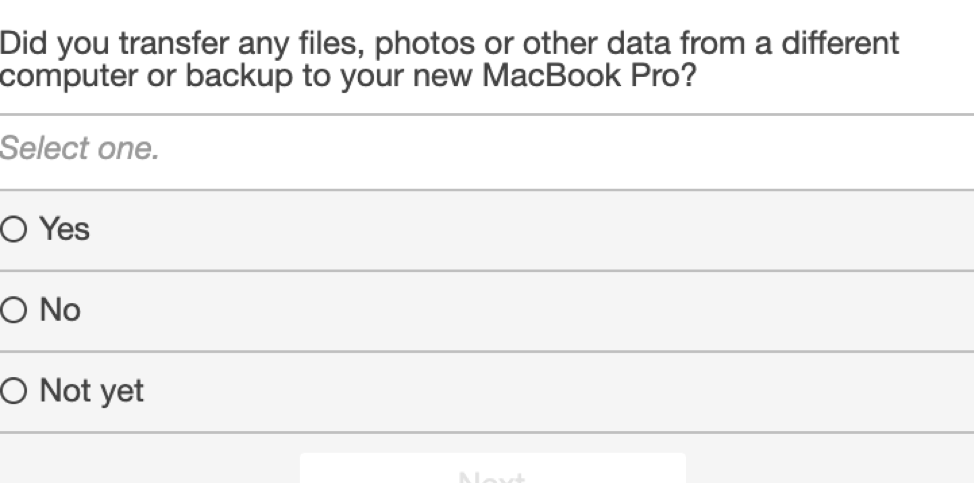 Did you transfer any files, photos or other data from a different
computer or backup to your new MacBook Pro?
Select one.
Yes
No
Not yet
Next